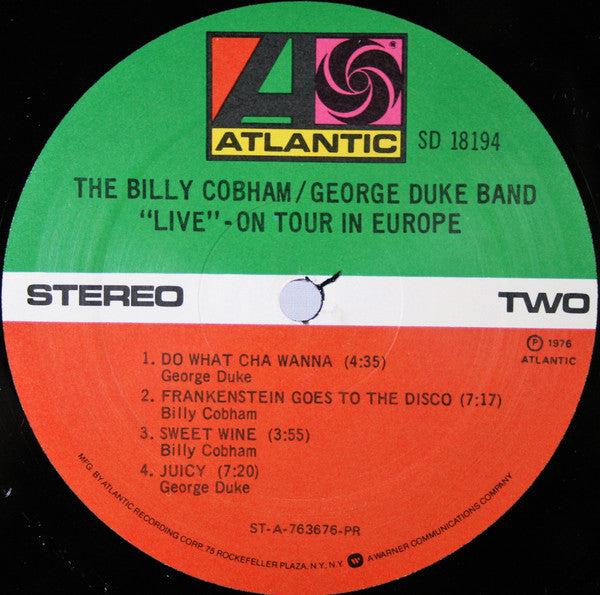 ATLANTIC
SD 18194
THE BILLY COBHAM/GEORGE DUKE BAND
"LIVE"-ON TOUR IN EUROPE
STEREO
TWO
℗ 1976
ATLANTIC
1. DO WHAT CHA WANNA (4:35)
George Duke
2. FRANKENSTEIN GOES TO THE DISCO (7:17)
Billy Cobham
3. SWEET WINE (3:55)
Billy Cobham
4. JUICY (7:20)
George Duke
ST-A-763676-PR
MFG. BY ATLANTIC RECORDING CORP. 75 ROCKEFELLER PLAZA, N.Y. N.Y. A WARNER COMMUNICATIONS COMPANY